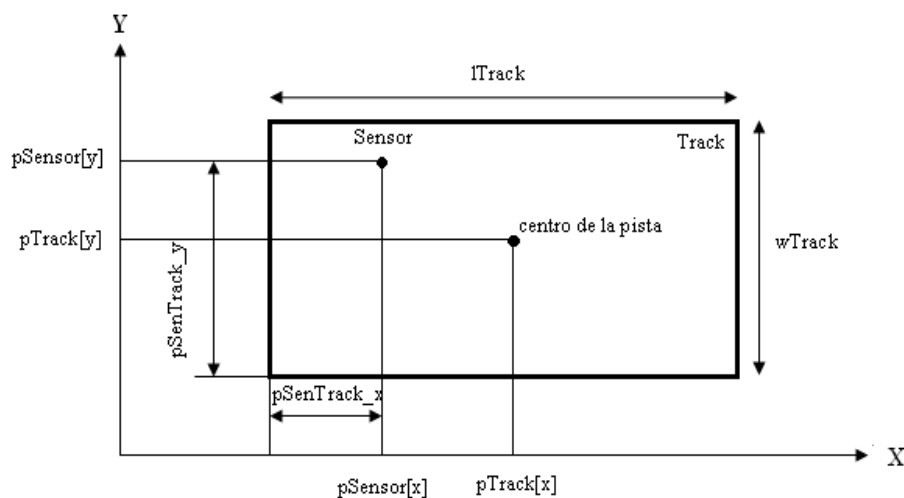 Y
lTrack
Sensor
Track
pSensor[y]
centro de la pista
pTrack[y]
wTrack
pSenTrack_y
pSenTrack_x
X
pSensor[x]
pTrack[x]